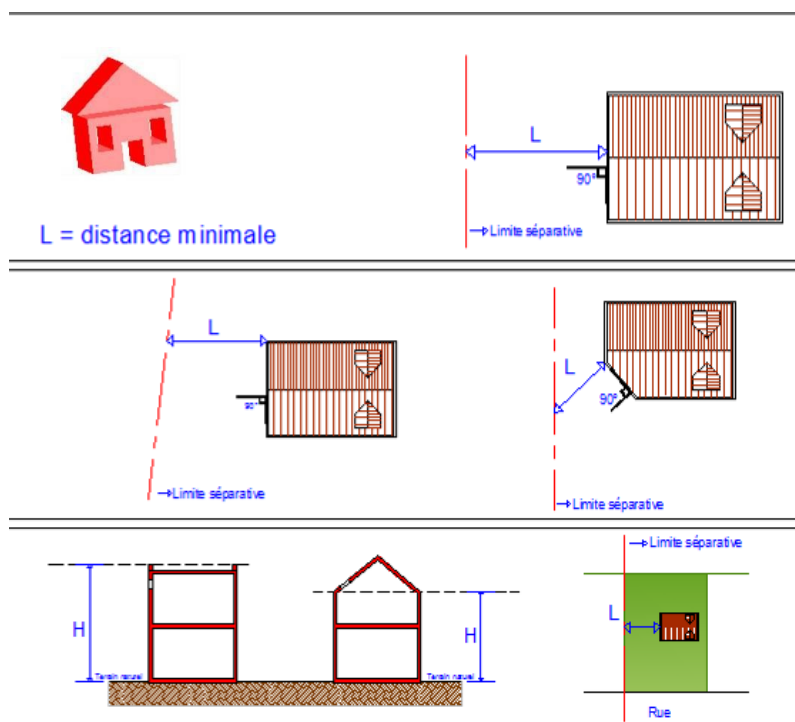 L
90°
L = distance minimale
Limite séparative
L
L
90°
90°
Limite séparative
Limite séparative
Limite séparative
H
H
L
Terrain naturel
Terrain naturel
Rue